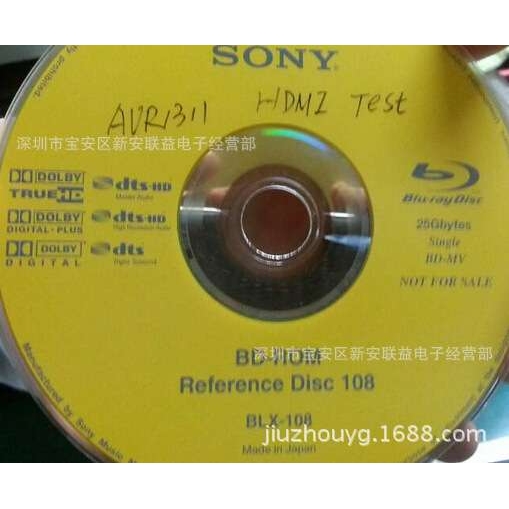 SONY
AVR1311 HDMI Test
深圳市宝安区新安联益电子经营部
DOLBY TRUEHD
dts-HD
Master Audio
DOLBY DIGITAL·PLUS
dts-HD
High Resolution Audio
DOLBY DIGITAL
dts
Digital Surround
Blu-ray Disc
25Gbytes
Single
BD-MV
NOT FOR SALE
BD-ROM
深圳市宝安区新安联益电子经营部
Reference Disc 108
BLX-108
jiuzhouyg.1688.com
Made in Japan
Manufactured by Sony Music
prohibited.